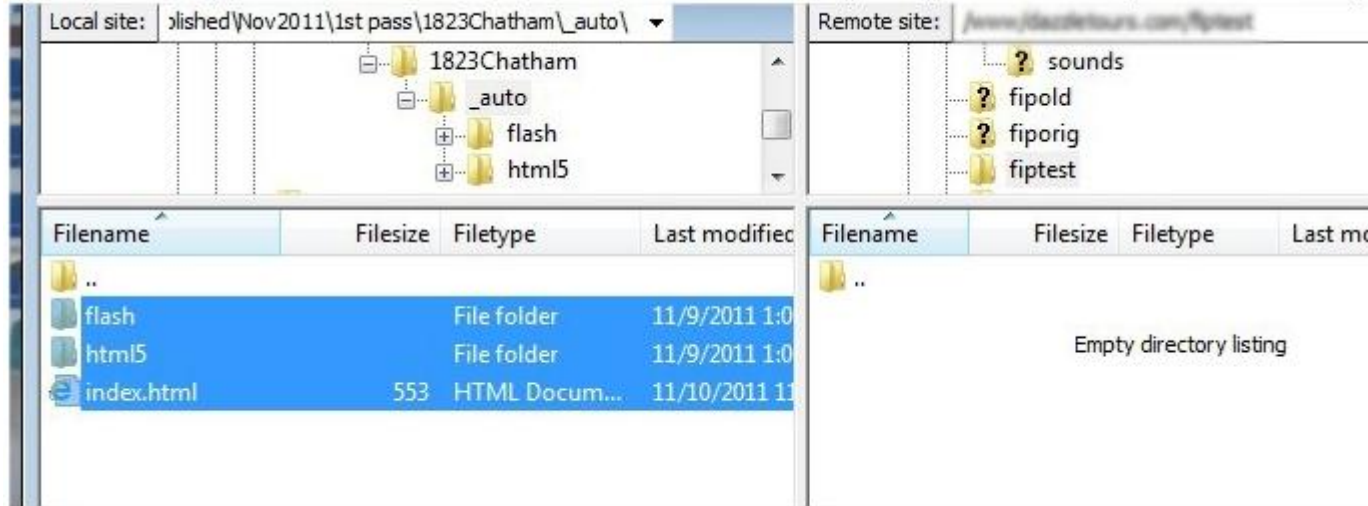 Local site: blished\Nov2011\1st pass\1823Chatham\_auto\
1823Chatham
_auto
flash
html5
Filename Filesize Filetype Last modified
..
flash File folder 11/9/2011 1:0
html5 File folder 11/9/2011 1:0
index.html 553 HTML Docum... 11/10/2011 11
Remote site:
? sounds
? fipold
? fiporig
fiptest
Filename Filesize Filetype Last mo
..
Empty directory listing